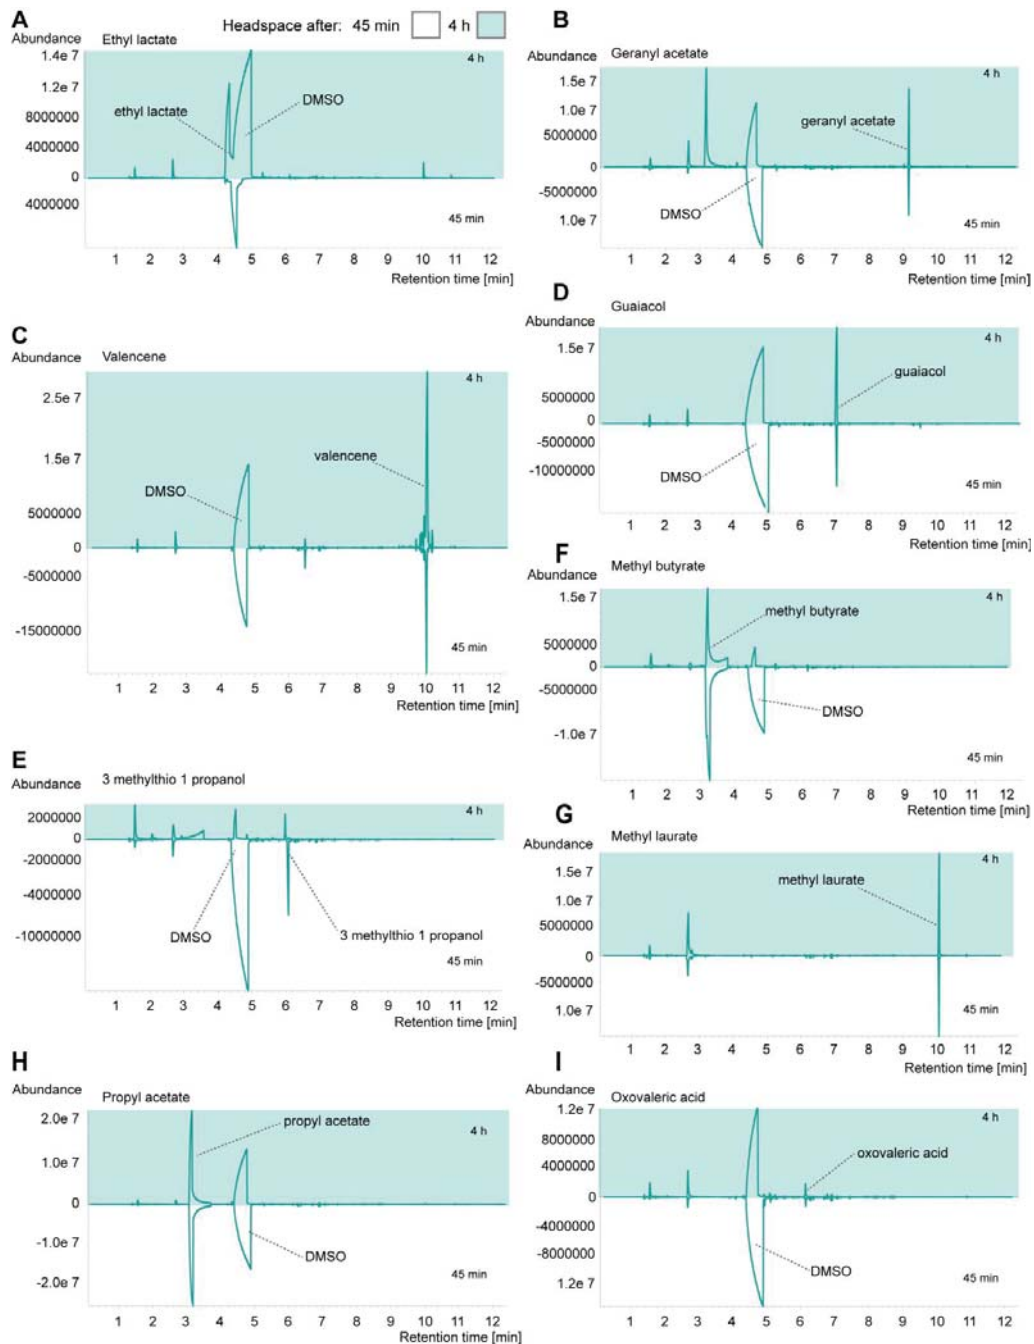 A
Headspace after: 45 min 4 h
Abundance
Ethyl lactate
4 h
1.4e 7
1.2e 7
8000000
4000000
0
4000000
ethyl lactate
DMSO
45 min
1 2 3 4 5 6 7 8 9 10 11 12
Retention time [min]
B
Abundance
Geranyl acetate
4 h
1.5e 7
1.0e 7
5000000
0
-5000000
1.0e 7
geranyl acetate
DMSO
45 min
1 2 3 4 5 6 7 8 9 10 11 12
Retention time [min]
C
Abundance
Valencene
4 h
2.5e 7
1.5e 7
5000000
0
-5000000
-15000000
valencene
DMSO
45 min
1 2 3 4 5 6 7 8 9 10 11 12
Retention time [min]
D
Abundance
Guaiacol
4 h
1.5e 7
5000000
0
-5000000
-10000000
guaiacol
DMSO
45 min
1 2 3 4 5 6 7 8 9 10 11 12
Retention time [min]
E
3 methylthio 1 propanol
Abundance
4 h
2000000
0
-2000000
-4000000
-10000000
DMSO
3 methylthio 1 propanol
45 min
1 2 3 4 5 6 7 8 9 10 11 12
Retention time [min]
F
Abundance
Methyl butyrate
4 h
1.5e 7
5000000
0
-5000000
-1.0e 7
methyl butyrate
DMSO
45 min
1 2 3 4 5 6 7 8 9 10 11 12
Retention time [min]
G
Abundance
Methyl laurate
4 h
1.5e 7
1.0e 7
5000000
0
-5000000
1.0e 7
methyl laurate
45 min
1 2 3 4 5 6 7 8 9 10 11 12
Retention time [min]
H
Abundance
Propyl acetate
4 h
2.0e 7
1.0e 7
0
-1.0e 7
-2.0e 7
propyl acetate
DMSO
45 min
1 2 3 4 5 6 7 8 9 10 11 12
Retention time [min]
I
Abundance
Oxovaleric acid
4 h
1.2e 7
8000000
4000000
0
-4000000
-8000000
1.2e 7
oxovaleric acid
DMSO
45 min
1 2 3 4 5 6 7 8 9 10 11 12
Retention time [min]